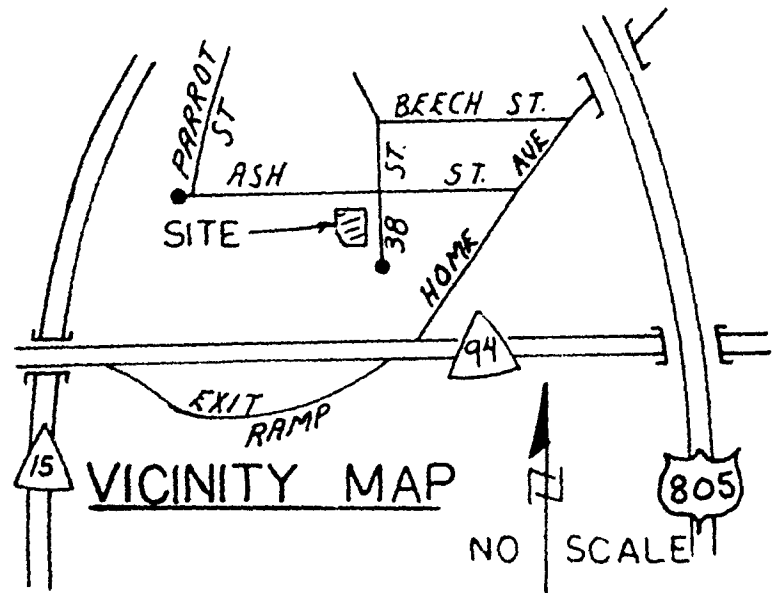 PARROT ST
BEECH ST.
ASH ST.
38 ST.
HOME AVE
SITE
94
EXIT RAMP
15
VICINITY MAP
805
N
NO SCALE